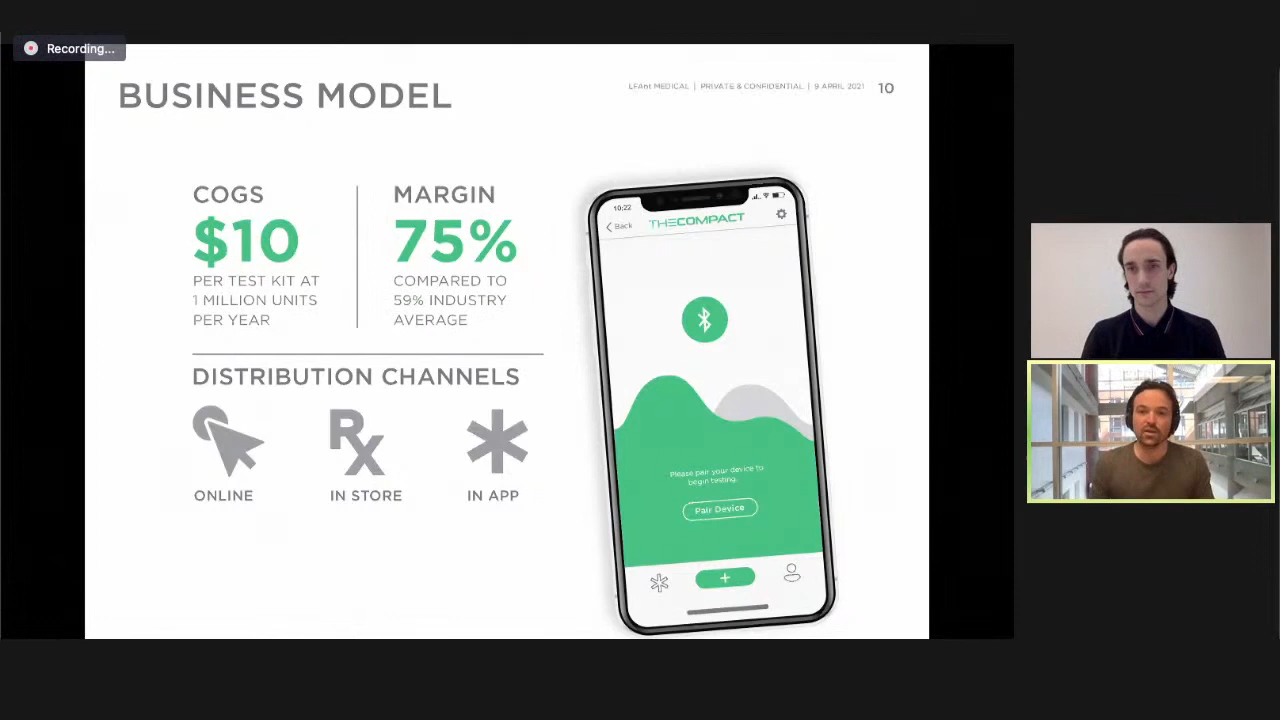 Recording...
BUSINESS MODEL
LFAnt MEDICAL | PRIVATE & CONFIDENTIAL | 9 APRIL 2021 10
COGS
$10
PER TEST KIT AT
1 MILLION UNITS
PER YEAR
MARGIN
75%
COMPARED TO
59% INDUSTRY
AVERAGE
DISTRIBUTION CHANNELS
Rx
ONLINE
IN STORE
IN APP
10:22
Back
THECOMPACT
Please pair your device to
begin testing.
Pair Device